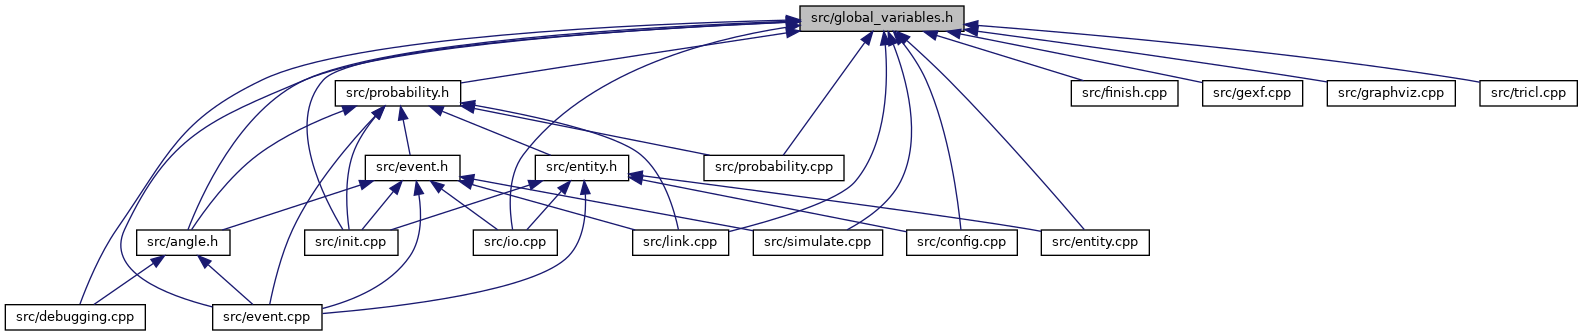 src/global_variables.h
src/probability.h
src/finish.cpp
src/gexf.cpp
src/graphviz.cpp
src/tricl.cpp
src/event.h
src/entity.h
src/probability.cpp
src/angle.h
src/init.cpp
src/io.cpp
src/link.cpp
src/simulate.cpp
src/config.cpp
src/entity.cpp
src/debugging.cpp
src/event.cpp